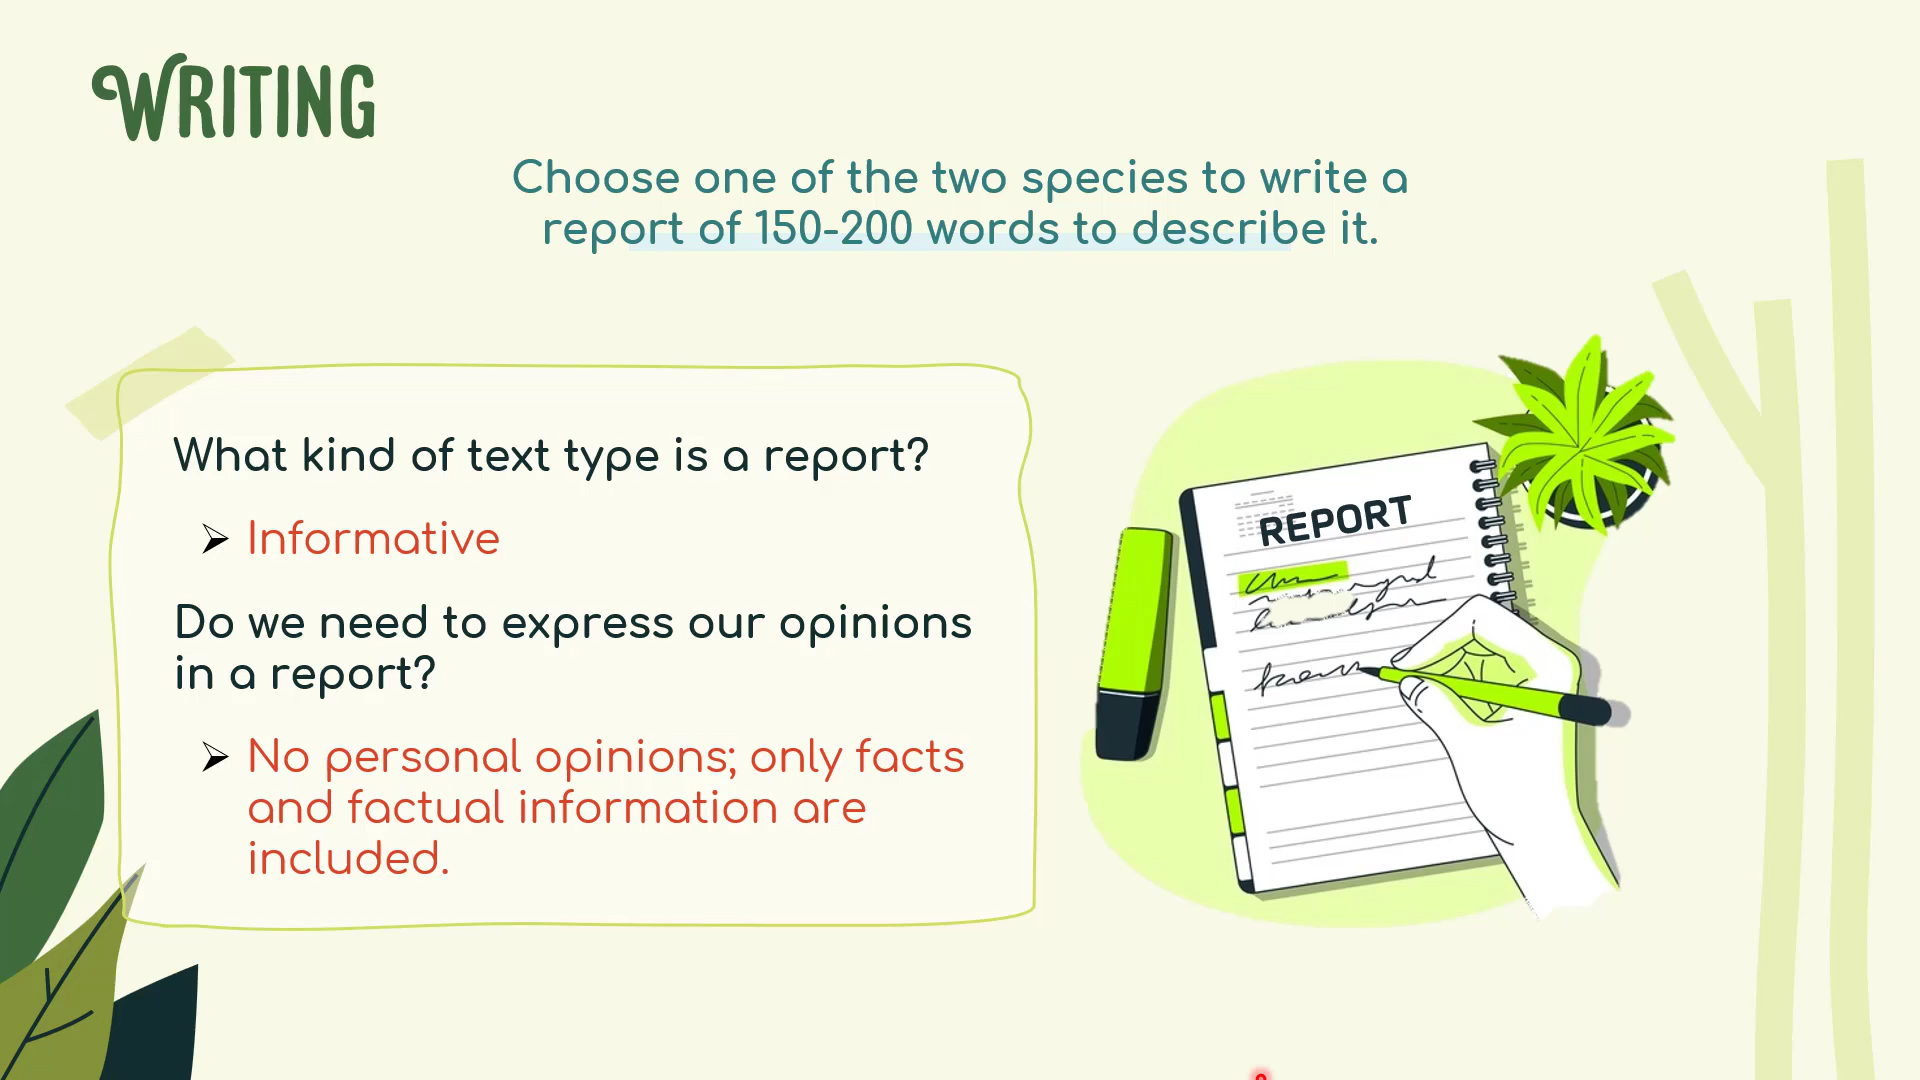 WRITING
Choose one of the two species to write a
report of 150-200 words to describe it.
What kind of text type is a report?
Informative
Do we need to express our opinions
in a report?
No personal opinions; only facts
and factual information are
included.
REPORT